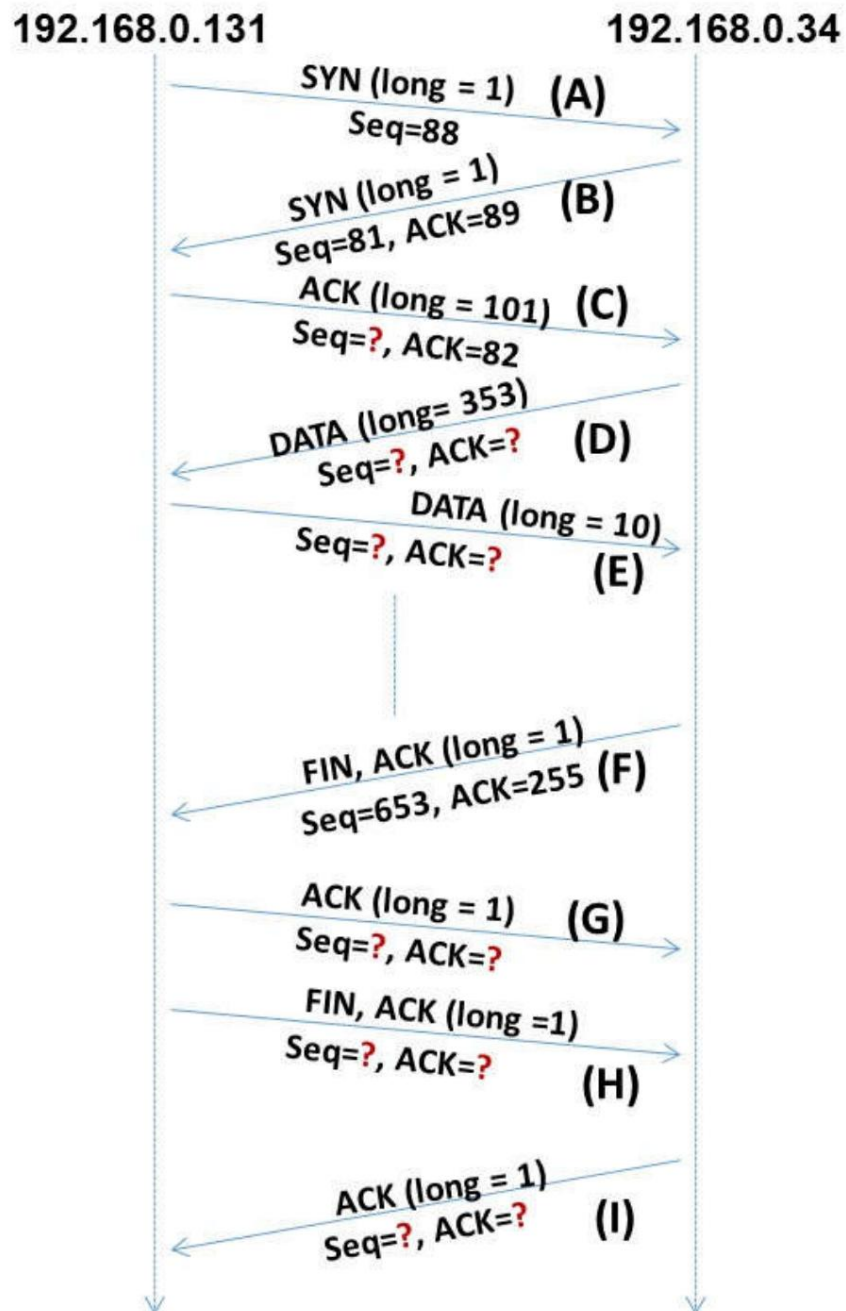 192.168.0.131
192.168.0.34
SYN (long = 1) (A)
Seq=88
SYN (long = 1) (B)
Seq=81, ACK=89
ACK (long = 101) (C)
Seq=?, ACK=82
DATA (long= 353) (D)
Seq=?, ACK=?
DATA (long = 10)
Seq=?, ACK=?
(E)
FIN, ACK (long = 1)
Seq=653, ACK=255 (F)
ACK (long = 1) (G)
Seq=?, ACK=?
FIN, ACK (long =1)
Seq=?, ACK=?
(H)
ACK (long = 1) (I)
Seq=?, ACK=?